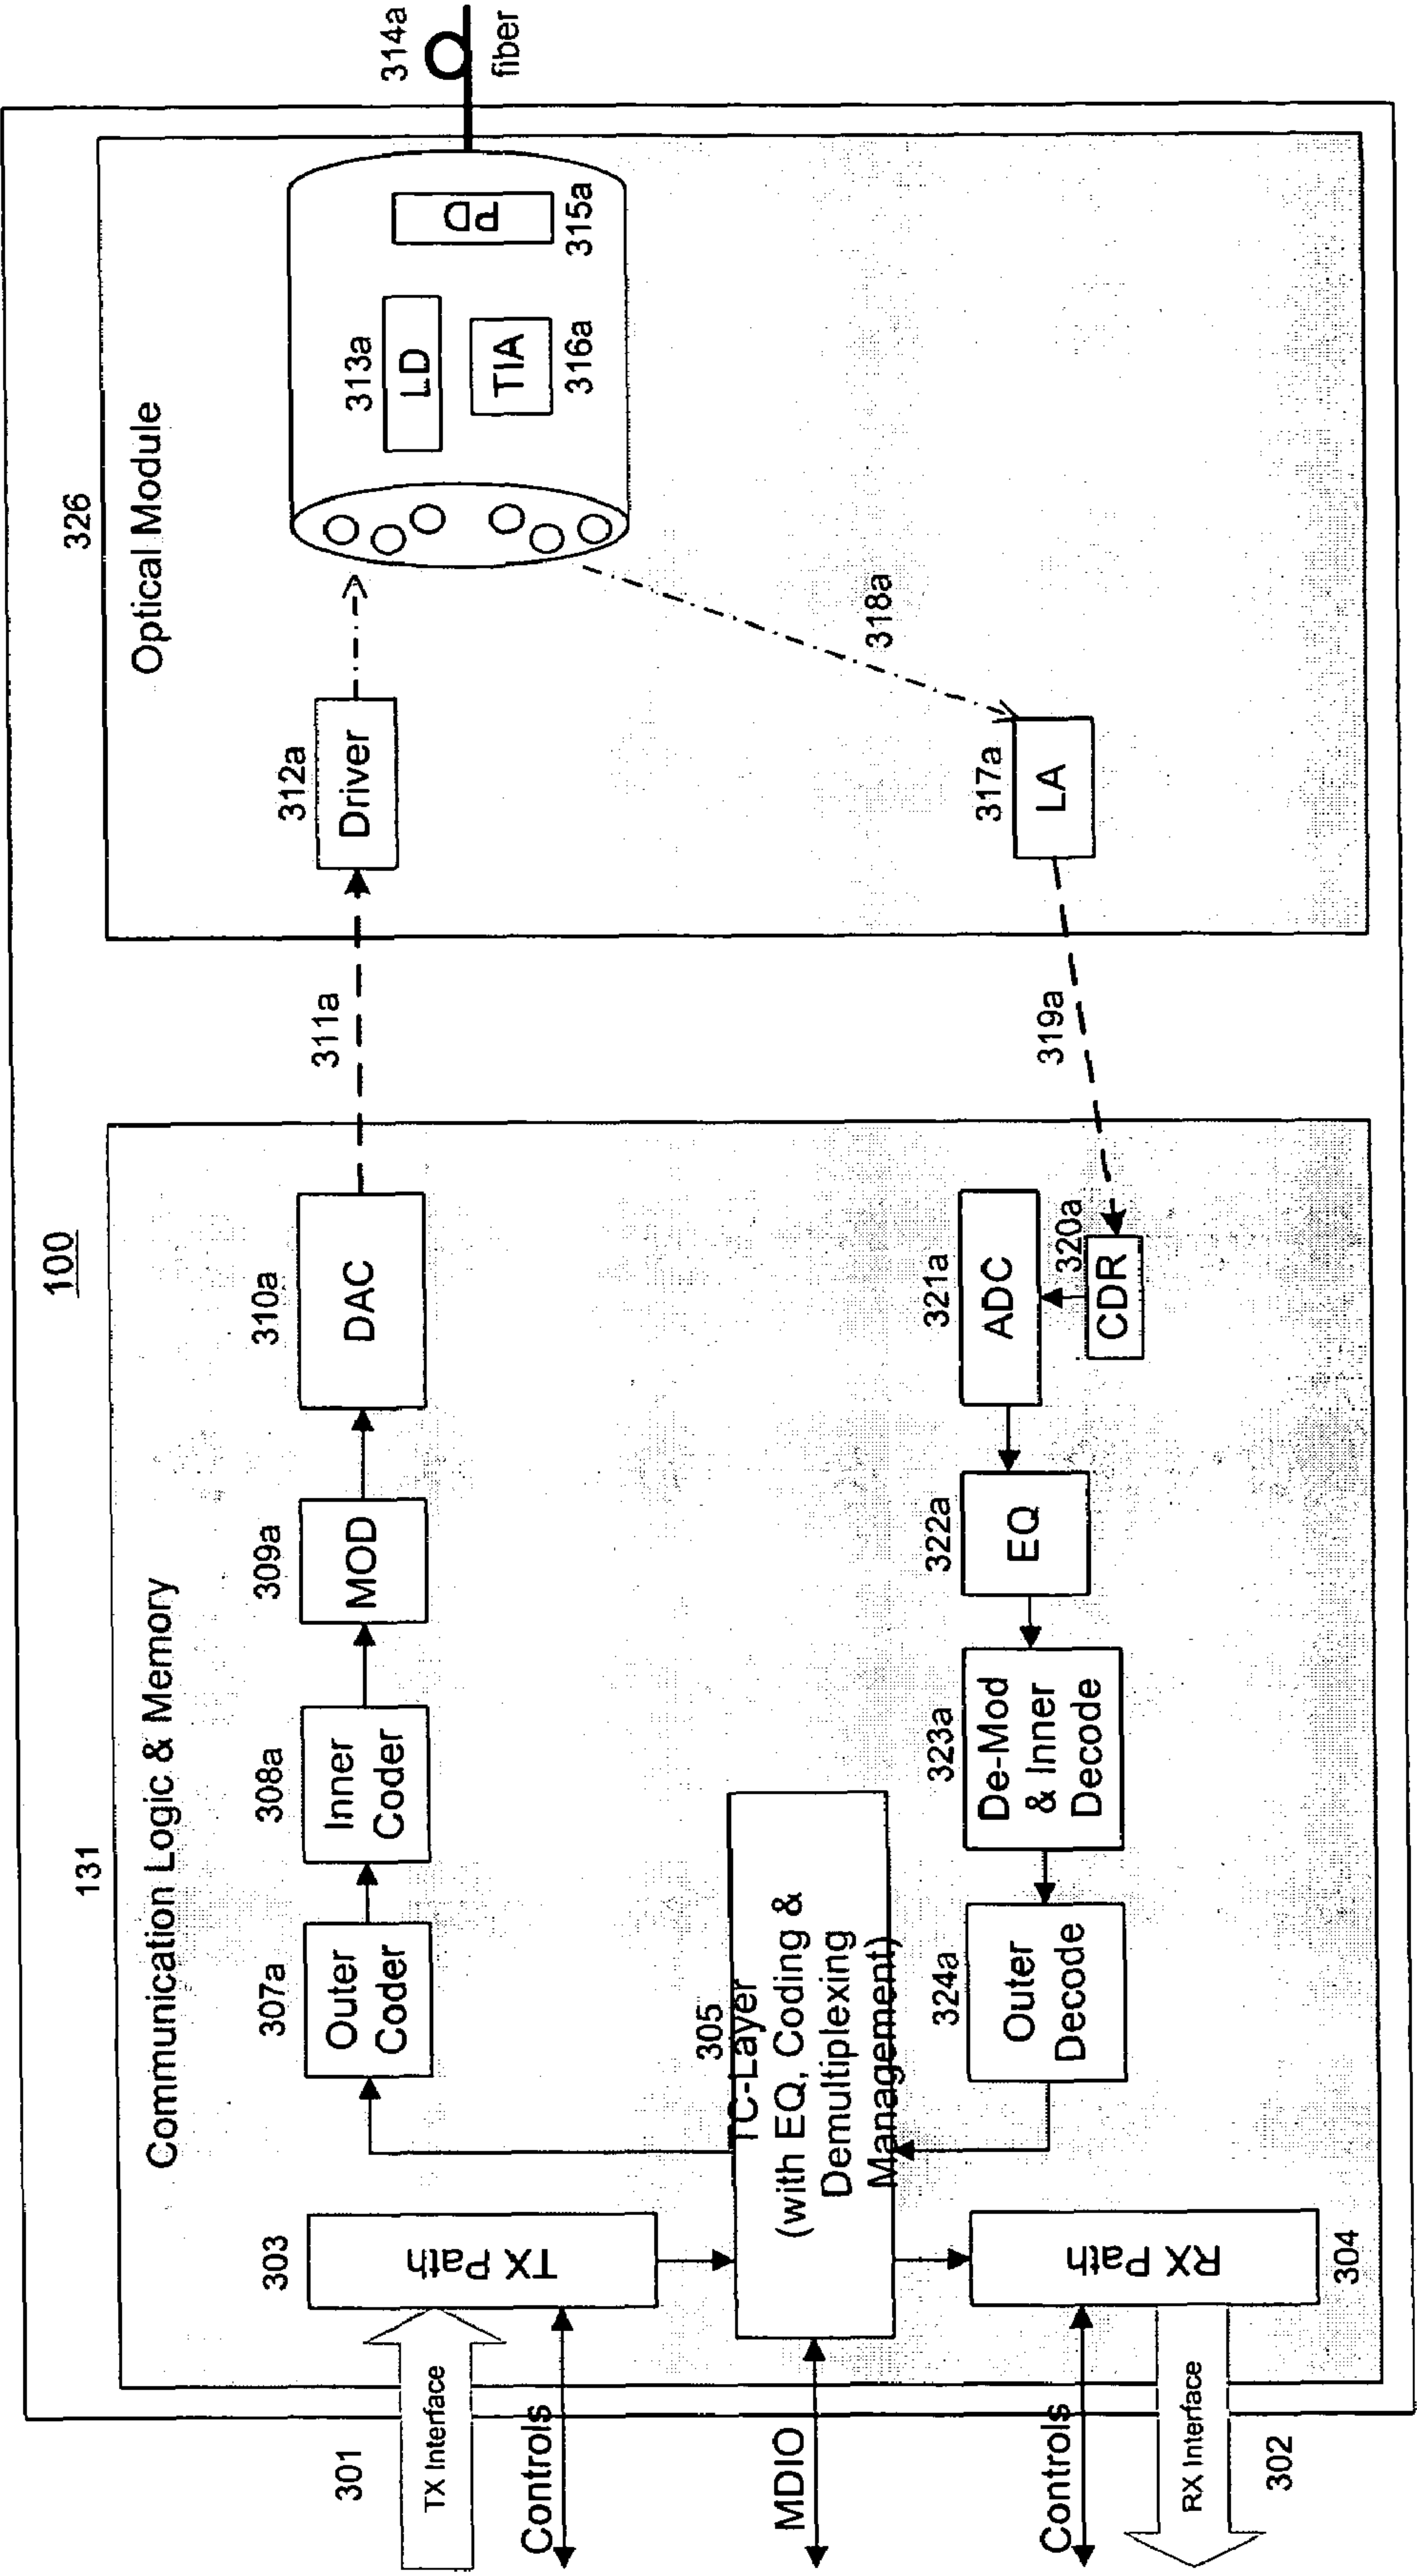 100
131
Communication Logic & Memory
326
Optical Module
301
TX Interface
Controls
MDIO
Controls
RX Interface
302
303
TX Path
RX Path
304
305
TC-Layer
(with EQ, Coding &
Demultiplexing
Management)
307a
Outer
Coder
308a
Inner
Coder
309a
MOD
310a
DAC
311a
312a
Driver
313a
LD
TIA
316a
PD
315a
314a
fiber
318a
317a
LA
319a
320a
CDR
321a
ADC
322a
EQ
323a
De-Mod
& Inner
Decode
324a
Outer
Decode